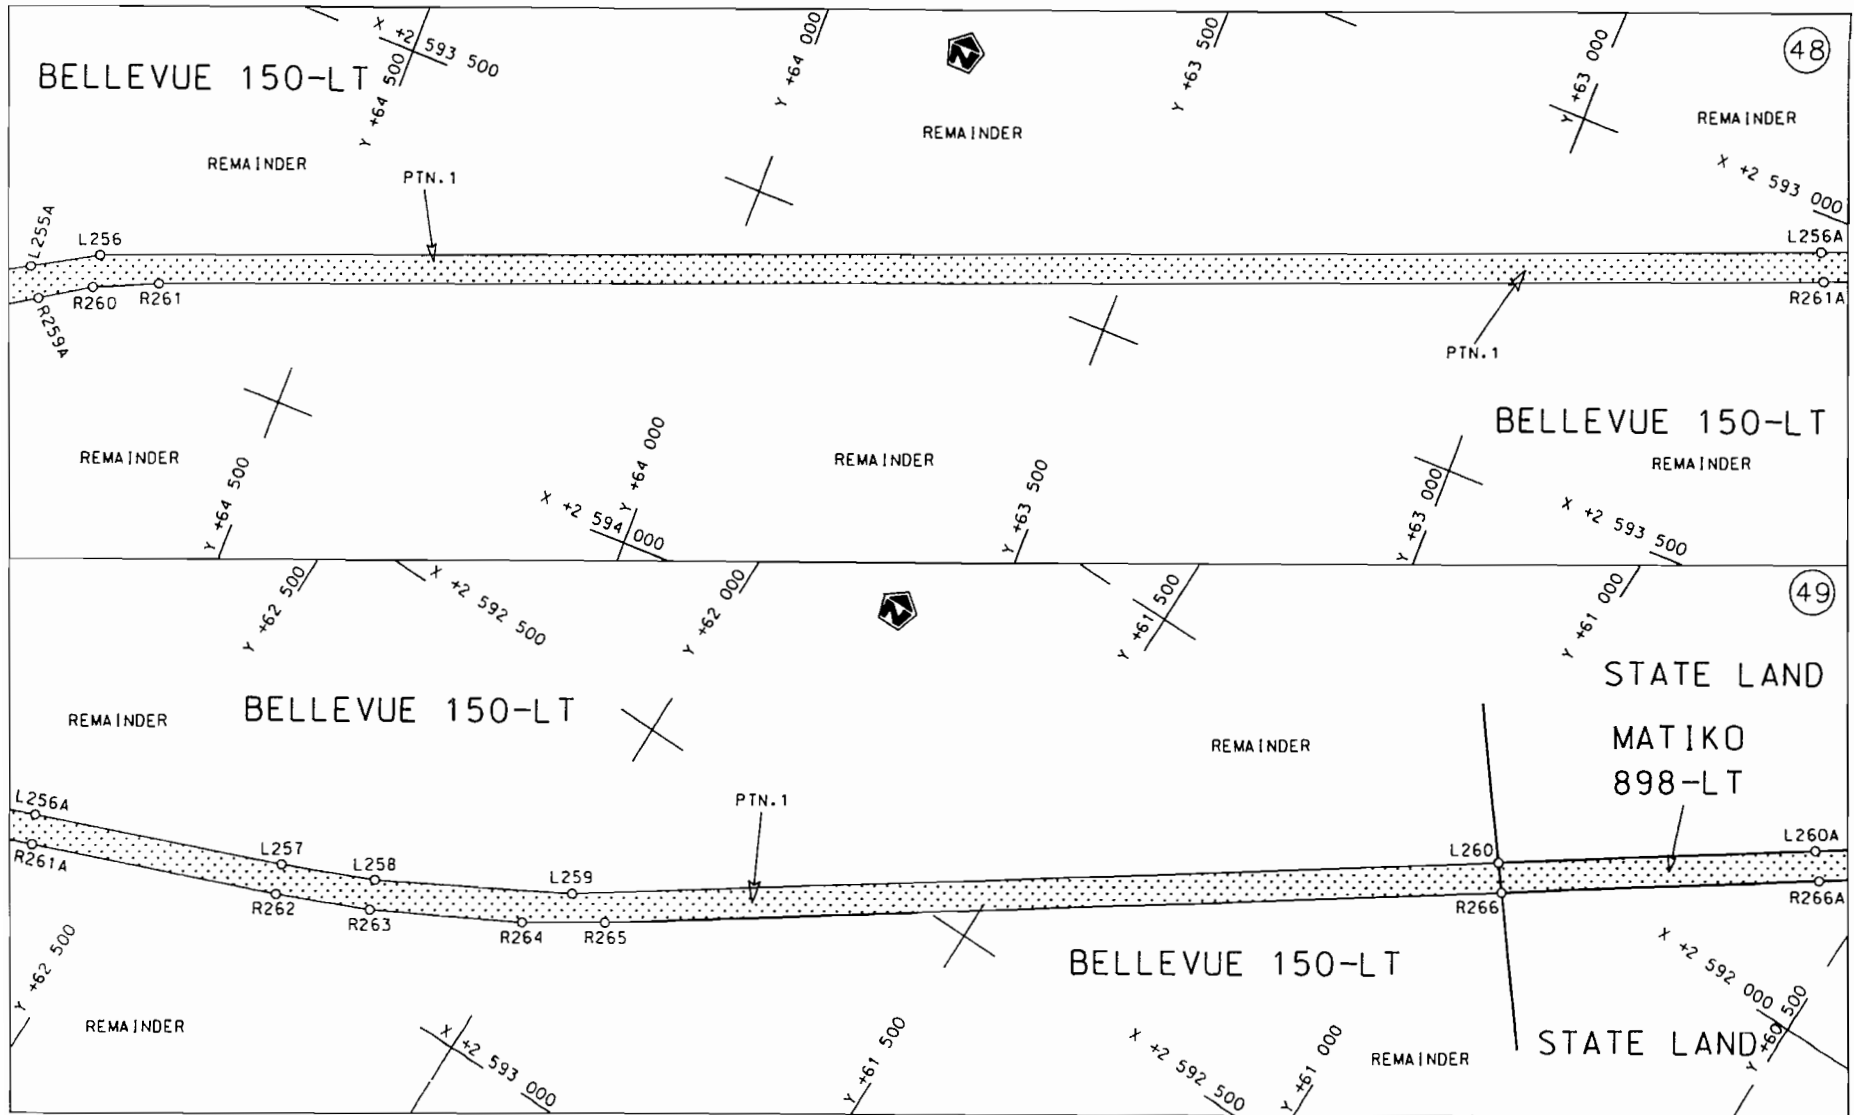 48
X +2 593 500
Y +64 500
Y +64 000
Y +63 500
Y +63 000
BELLEVUE 150-LT
N
REMAINDER
REMAINDER
REMAINDER
X +2 593 000
PTN.1
L255A
L256
L256A
R259A
R260
R261
R261A
PTN.1
BELLEVUE 150-LT
REMAINDER
REMAINDER
REMAINDER
Y +64 500
X +2 594 000
Y +64 000
Y +63 500
Y +63 000
X +2 593 500
49
Y +62 500
X +2 592 500
Y +62 000
N
Y +61 500
Y +61 000
STATE LAND
BELLEVUE 150-LT
REMAINDER
REMAINDER
MATIKO
898-LT
L256A
PTN.1
L257
L258
L259
L260
L260A
R261A
R262
R263
R264
R265
R266
R266A
BELLEVUE 150-LT
Y +62 500
REMAINDER
X +2 593 000
Y +61 500
X +2 592 500
Y +61 000
REMAINDER
STATE LAND
X +2 592 000
Y +60 500